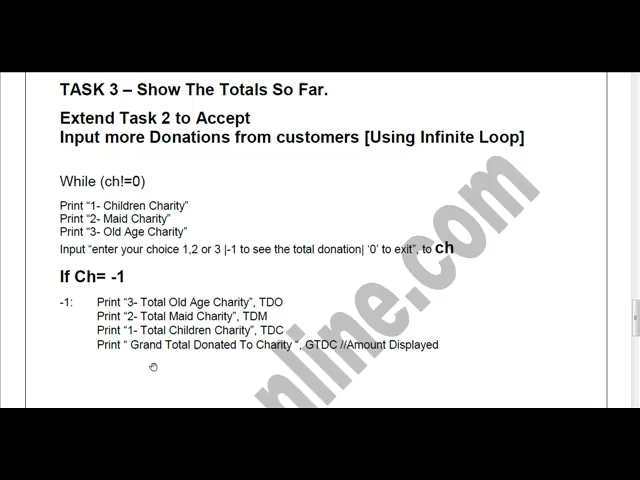 TASK 3 – Show The Totals So Far.
Extend Task 2 to Accept
Input more Donations from customers [Using Infinite Loop]
While (ch!=0)
Print “1- Children Charity”
Print “2- Maid Charity”
Print “3- Old Age Charity”
Input “enter your choice 1,2 or 3 |-1 to see the total donation| ‘0’ to exit”, to ch
If Ch= -1
-1: Print “3- Total Old Age Charity”, TDO
Print “2- Total Maid Charity”, TDM
Print “1- Total Children Charity”, TDC
Print “ Grand Total Donated To Charity “, GTDC //Amount Displayed
nline.com